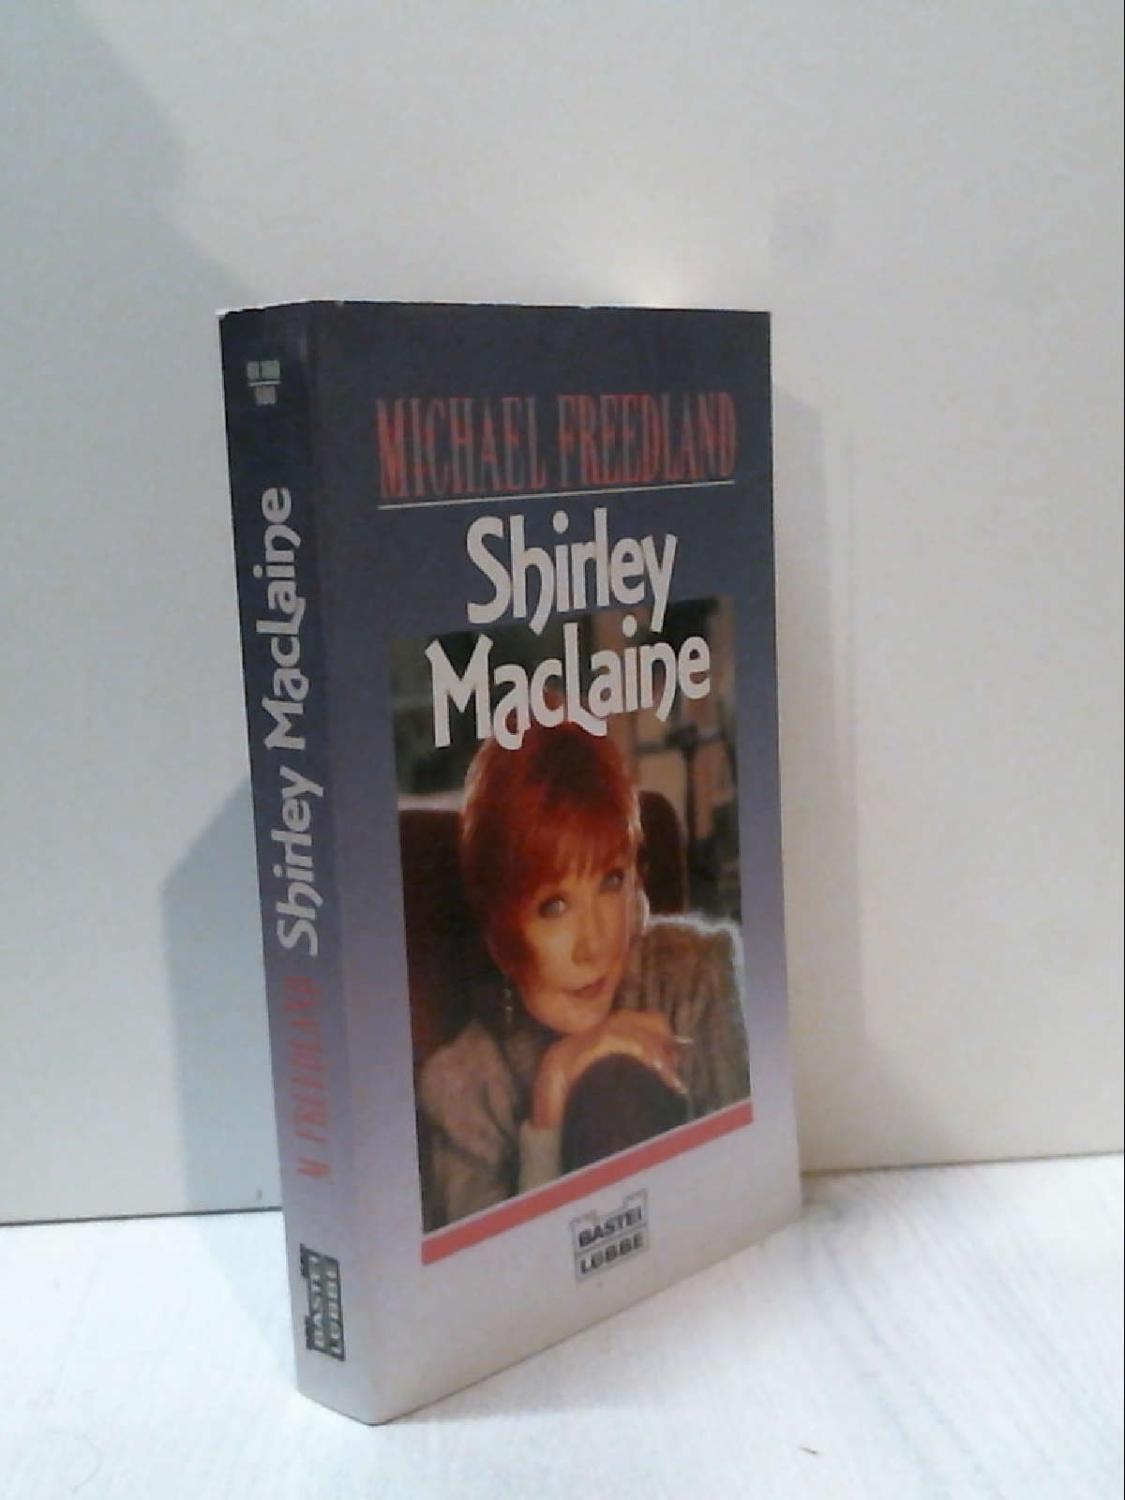 MICHAEL FREEDLAND
Shirley
MacLaine
BASTEI
LÜBBE
M. FREEDLAND Shirley MacLaine
BASTEI
LÜBBE